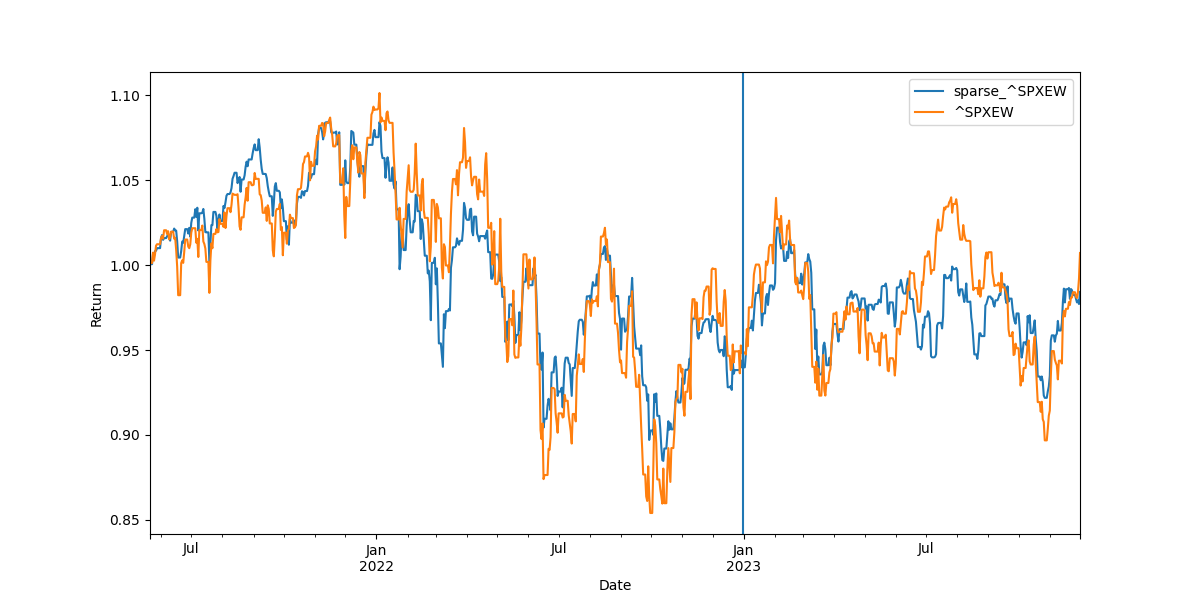 sparse_^SPXEW
^SPXEW
Return
1.10
1.05
1.00
0.95
0.90
0.85
Jul
Jan
2022
Jul
Jan
2023
Jul
Date